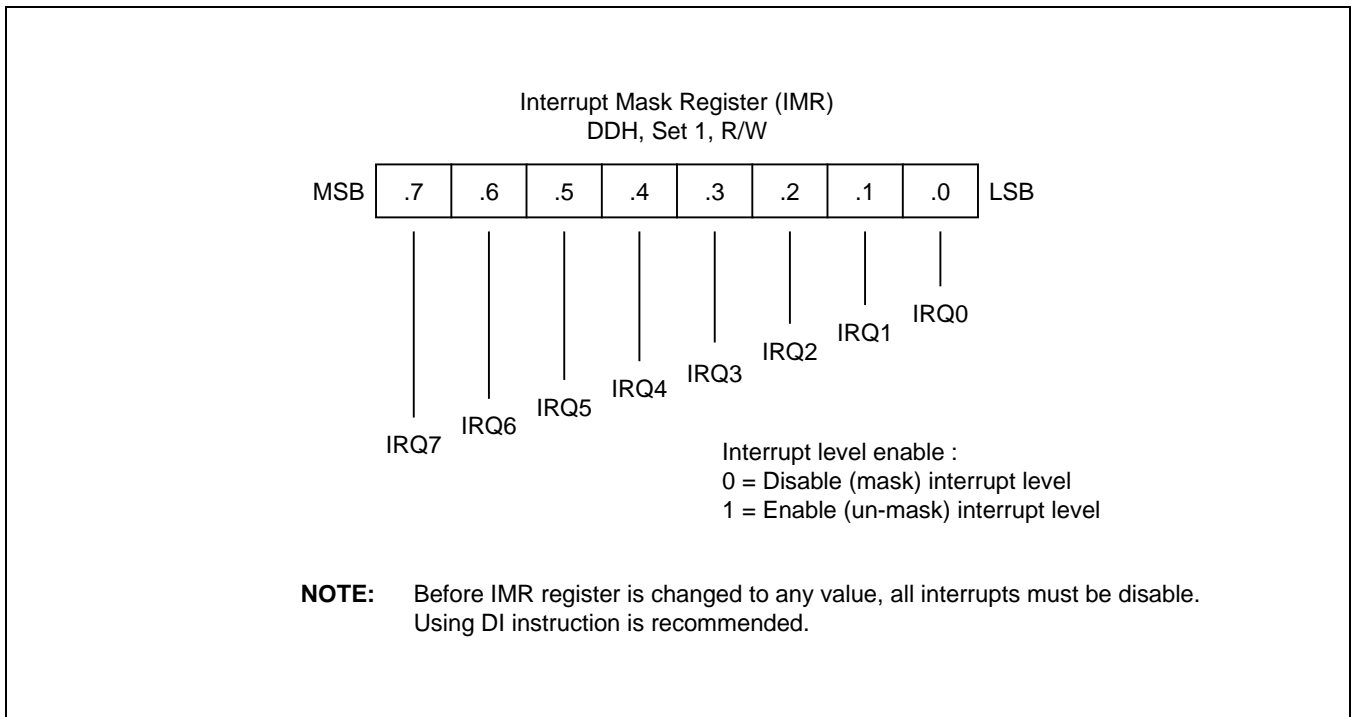 Interrupt Mask Register (IMR)
DDH, Set 1, R/W
MSB .7 .6 .5 .4 .3 .2 .1 .0 LSB
IRQ0
IRQ1
IRQ2
IRQ3
IRQ4
IRQ5
IRQ6
IRQ7
Interrupt level enable :
0 = Disable (mask) interrupt level
1 = Enable (un-mask) interrupt level
NOTE: Before IMR register is changed to any value, all interrupts must be disable.
Using DI instruction is recommended.